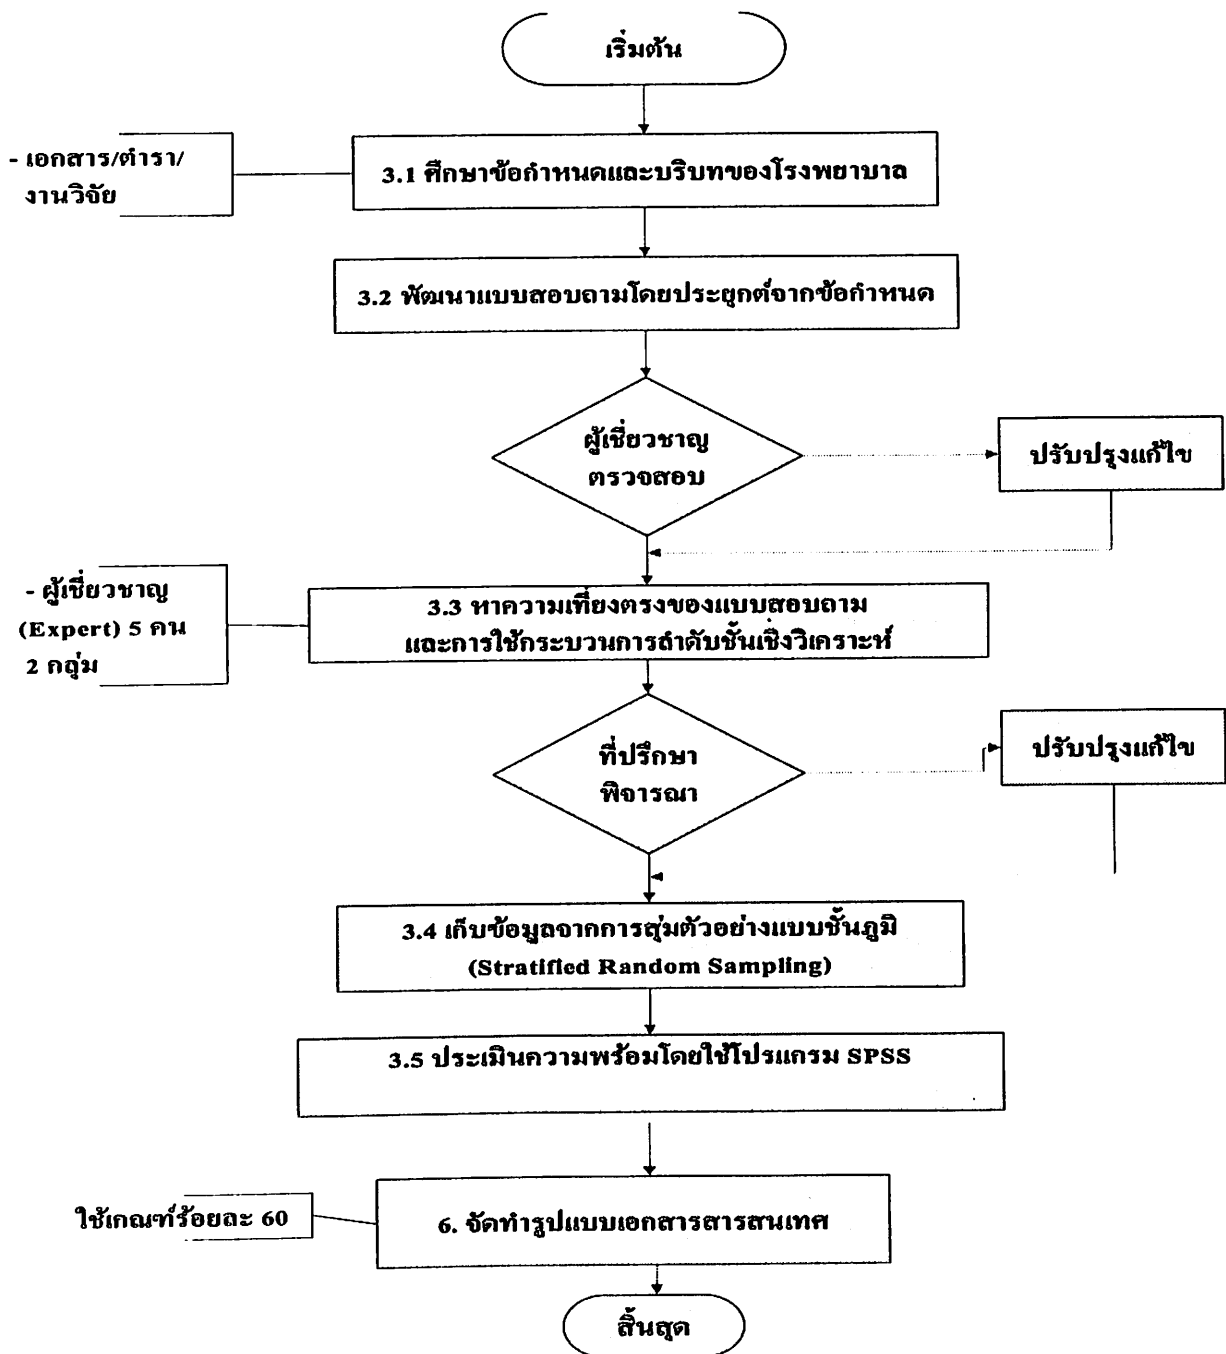 เริ่มต้น
- เอกสาร/ตำรา/
งานวิจัย
3.1 ศึกษาข้อกำหนดและบริบทของโรงพยาบาล
3.2 พัฒนาแบบสอบถามโดยประยุกต์จากข้อกำหนด
ผู้เชี่ยวชาญ
ตรวจสอบ
ปรับปรุงแก้ไข
- ผู้เชี่ยวชาญ
(Expert) 5 คน
2 กลุ่ม
3.3 หาความเที่ยงตรงของแบบสอบถาม
และการใช้กระบวนการลำดับชั้นเชิงวิเคราะห์
ที่ปรึกษา
พิจารณา
ปรับปรุงแก้ไข
3.4 เก็บข้อมูลจากการสุ่มตัวอย่างแบบชั้นภูมิ
(Stratified Random Sampling)
3.5 ประเมินความพร้อมโดยใช้โปรแกรม SPSS
ใช้เกณฑ์ร้อยละ 60
6. จัดทำรูปแบบเอกสารสารสนเทศ
สิ้นสุด